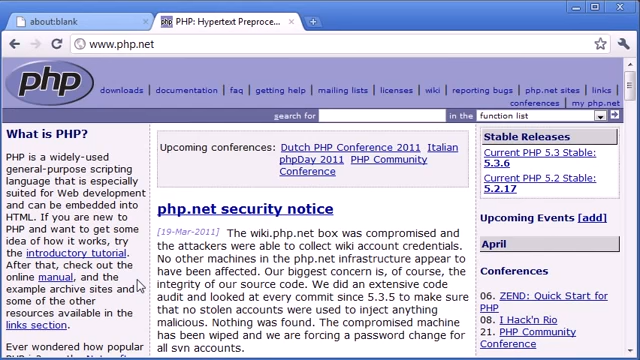 about:blank
PHP: Hypertext Preproce...
www.php.net
php
downloads | documentation | faq | getting help | mailing lists | licenses | wiki | reporting bugs | php.net sites | links |
conferences | my php.net
search for in the function list
What is PHP?
PHP is a widely-used
general-purpose scripting
language that is especially
suited for Web development
and can be embedded into
HTML. If you are new to
PHP and want to get some
idea of how it works, try
the introductory tutorial.
After that, check out the
online manual, and the
example archive sites and
some of the other
resources available in the
links section.
Ever wondered how popular
Upcoming conferences: Dutch PHP Conference 2011 Italian
phpDay 2011 PHP Community
Conference
php.net security notice
[19-Mar-2011] The wiki.php.net box was compromised and
the attackers were able to collect wiki account credentials.
No other machines in the php.net infrastructure appear to
have been affected. Our biggest concern is, of course, the
integrity of our source code. We did an extensive code
audit and looked at every commit since 5.3.5 to make sure
that no stolen accounts were used to inject anything
malicious. Nothing was found. The compromised machine
has been wiped and we are forcing a password change for
all svn accounts.
Stable Releases
Current PHP 5.3 Stable:
5.3.6
Current PHP 5.2 Stable:
5.2.17
Upcoming Events [add]
April
Conferences
06. ZEND: Quick Start for
PHP
08. I Hack'n Rio
21. PHP Community
Conference